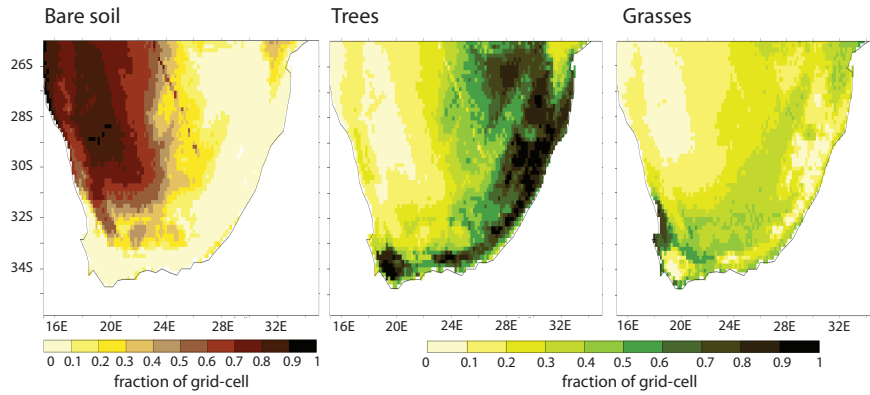 Bare soil
Trees
Grasses
26S
28S
30S
32S
34S
16E 20E 24E 28E 32E
16E 20E 24E 28E 32E
16E 20E 24E 28E 32E
0 0.1 0.2 0.3 0.4 0.5 0.6 0.7 0.8 0.9 1
fraction of grid-cell
0 0.1 0.2 0.3 0.4 0.5 0.6 0.7 0.8 0.9 1
fraction of grid-cell